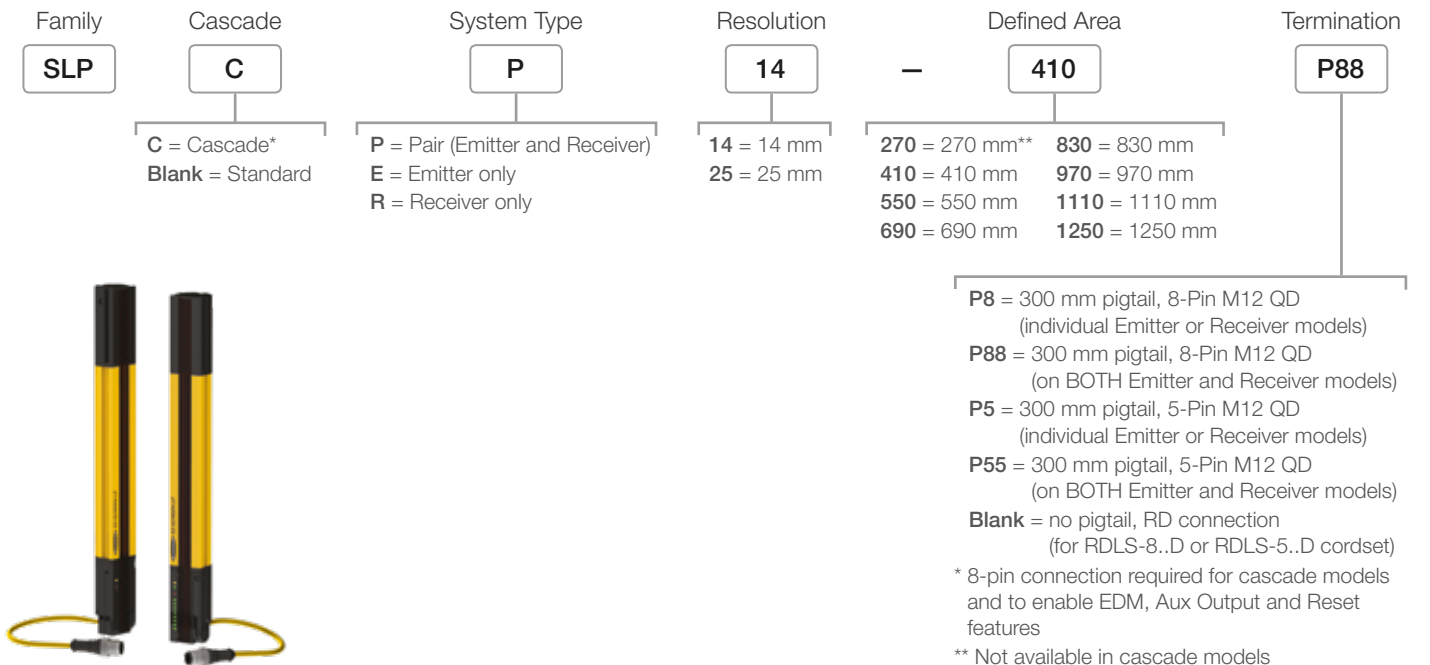 Family Cascade System Type Resolution Defined Area Termination
SLP C P 14 – 410 P88
C = Cascade*
Blank = Standard
P = Pair (Emitter and Receiver)
E = Emitter only
R = Receiver only
14 = 14 mm
25 = 25 mm
270 = 270 mm** 830 = 830 mm
410 = 410 mm 970 = 970 mm
550 = 550 mm 1110 = 1110 mm
690 = 690 mm 1250 = 1250 mm
P8 = 300 mm pigtail, 8-Pin M12 QD
(individual Emitter or Receiver models)
P88 = 300 mm pigtail, 8-Pin M12 QD
(on BOTH Emitter and Receiver models)
P5 = 300 mm pigtail, 5-Pin M12 QD
(individual Emitter or Receiver models)
P55 = 300 mm pigtail, 5-Pin M12 QD
(on BOTH Emitter and Receiver models)
Blank = no pigtail, RD connection
(for RDLS-8..D or RDLS-5..D cordset)
* 8-pin connection required for cascade models
and to enable EDM, Aux Output and Reset
features
** Not available in cascade models